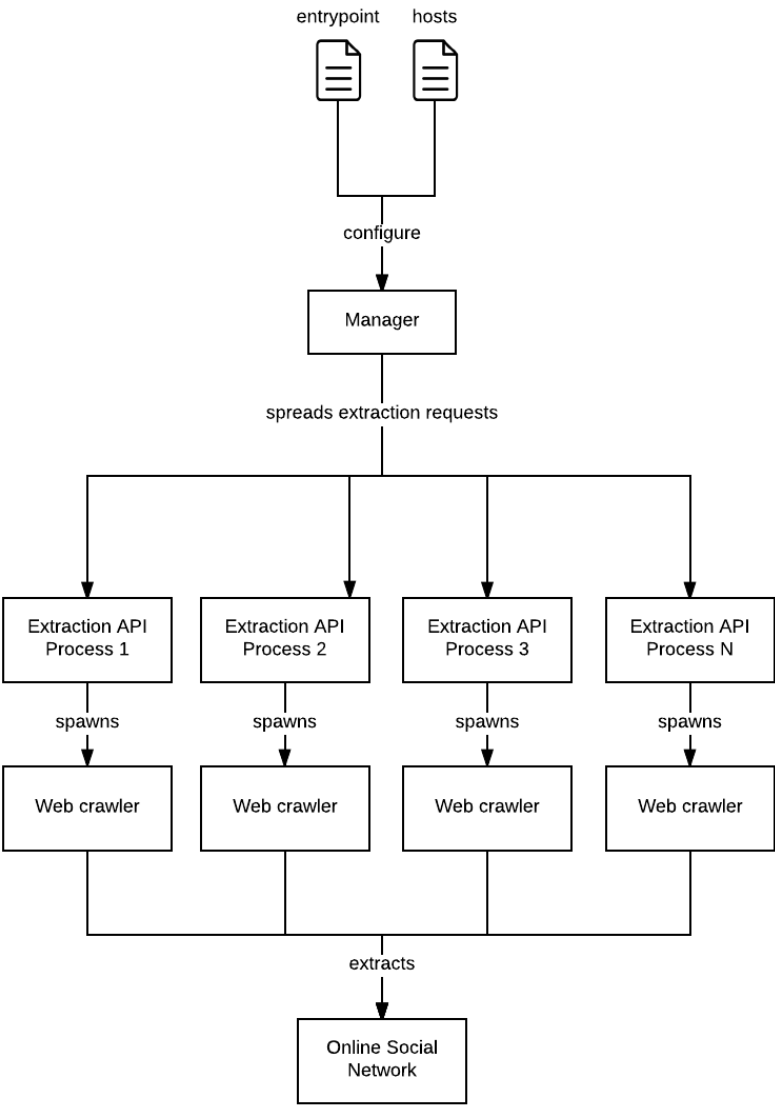 entrypoint hosts
configure
Manager
spreads extraction requests
Extraction API
Process 1
Extraction API
Process 2
Extraction API
Process 3
Extraction API
Process N
spawns
spawns
spawns
spawns
Web crawler
Web crawler
Web crawler
Web crawler
extracts
Online Social
Network